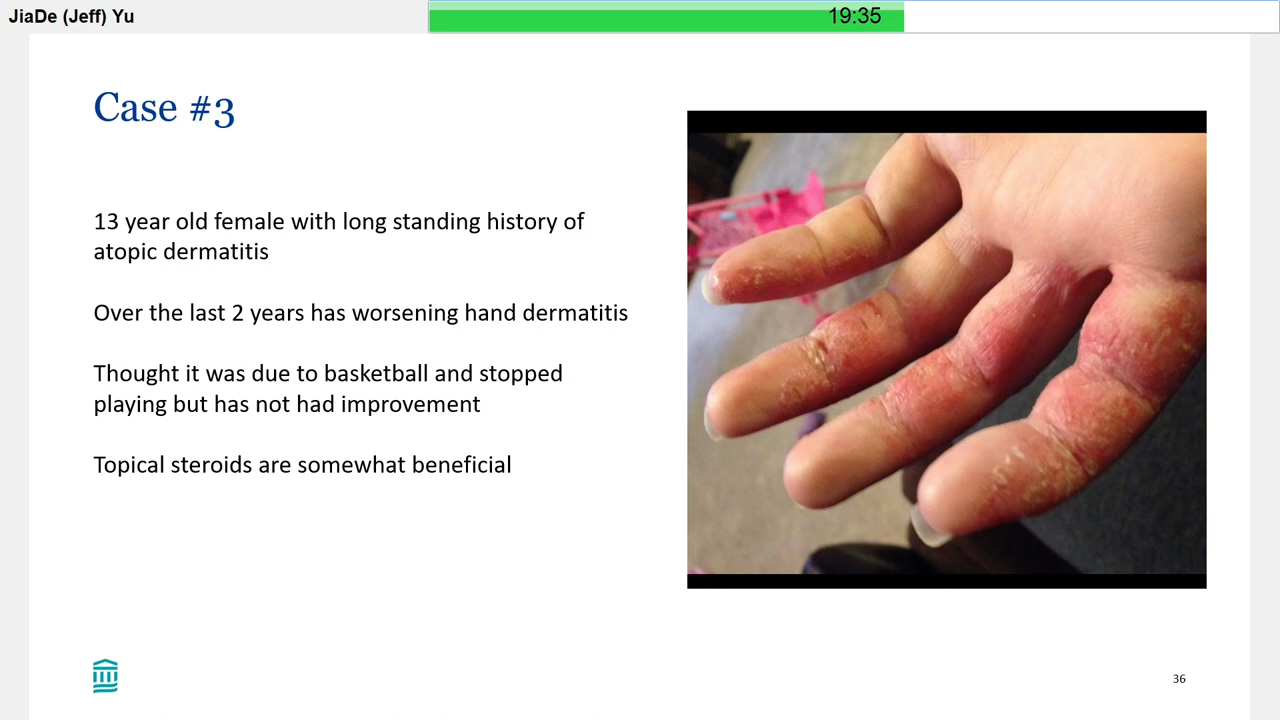 JiaDe (Jeff) Yu
19:35
Case #3
13 year old female with long standing history of
atopic dermatitis
Over the last 2 years has worsening hand dermatitis
Thought it was due to basketball and stopped
playing but has not had improvement
Topical steroids are somewhat beneficial
36